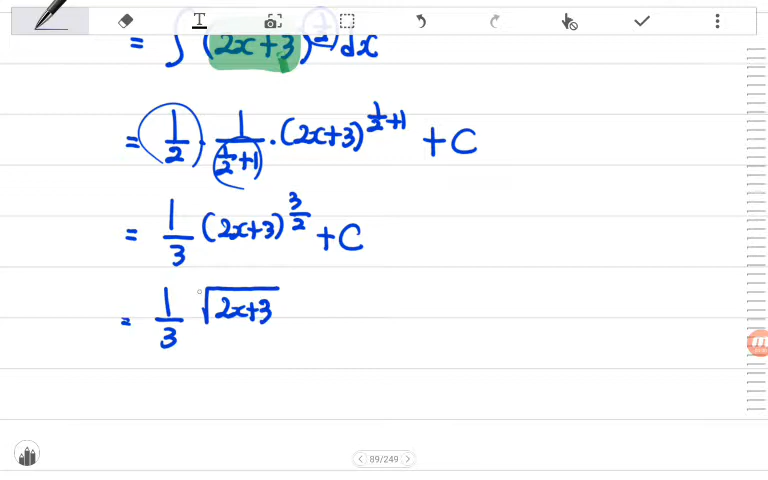 = ∫ (2x+3)^{1/2} dx
= 1/2 · 1/(1/2+1) · (2x+3)^{1/2+1} + C
= 1/3 (2x+3)^{3/2} + C
= 1/3 √(2x+3)
89/249